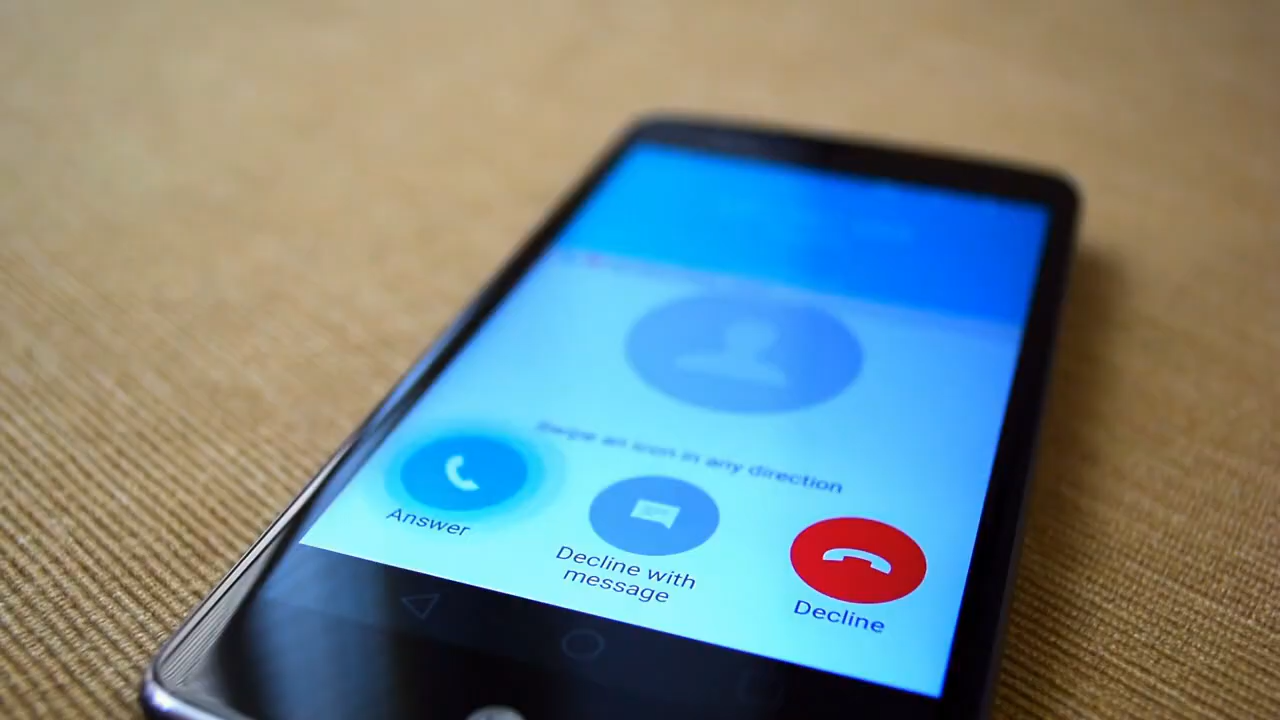 Swipe an icon in any direction
Answer
Decline with
message
Decline